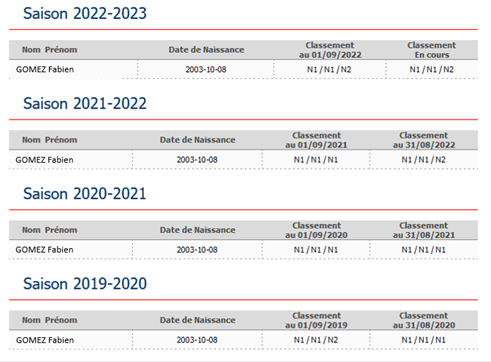 Saison 2022-2023
Nom Prénom Date de Naissance Classement au 01/09/2022 Classement En cours
GOMEZ Fabien 2003-10-08 N1 / N1 / N2 N1 / N1 / N2
Saison 2021-2022
Nom Prénom Date de Naissance Classement au 01/09/2021 Classement au 31/08/2022
GOMEZ Fabien 2003-10-08 N1 / N1 / N1 N1 / N1 / N2
Saison 2020-2021
Nom Prénom Date de Naissance Classement au 01/09/2020 Classement au 31/08/2021
GOMEZ Fabien 2003-10-08 N1 / N1 / N1 N1 / N1 / N1
Saison 2019-2020
Nom Prénom Date de Naissance Classement au 01/09/2019 Classement au 31/08/2020
GOMEZ Fabien 2003-10-08 N1 / N1 / N2 N1 / N1 / N1